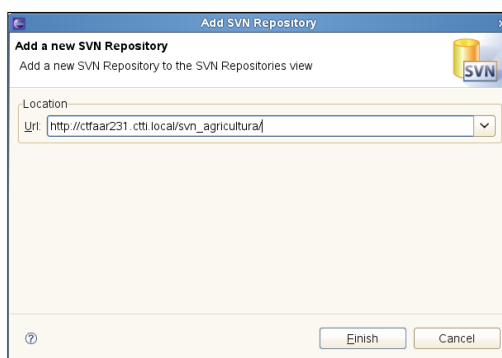 Add SVN Repository
Add a new SVN Repository
Add a new SVN Repository to the SVN Repositories view
SVN
Location
Url: http://ctfaar231.ctti.local/svn_agricultura/
Finish
Cancel